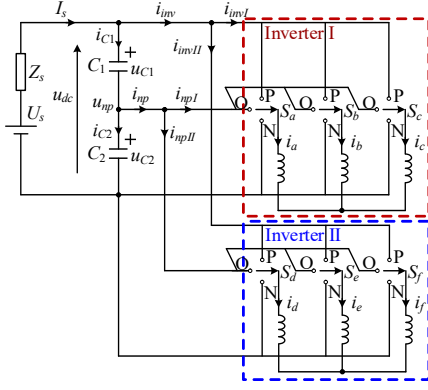 I_s i_inv i_invI
i_C1 + i_invII Inverter I
Z_s C_1 u_C1 P P P
u_dc u_np i_np i_npI O S_a O S_b O S_c
U_s i_C2 + i_npII N i_a N i_b N i_c
C_2 u_C2
Inverter II
P P P
O S_d O S_e O S_f
N i_d N i_e N i_f